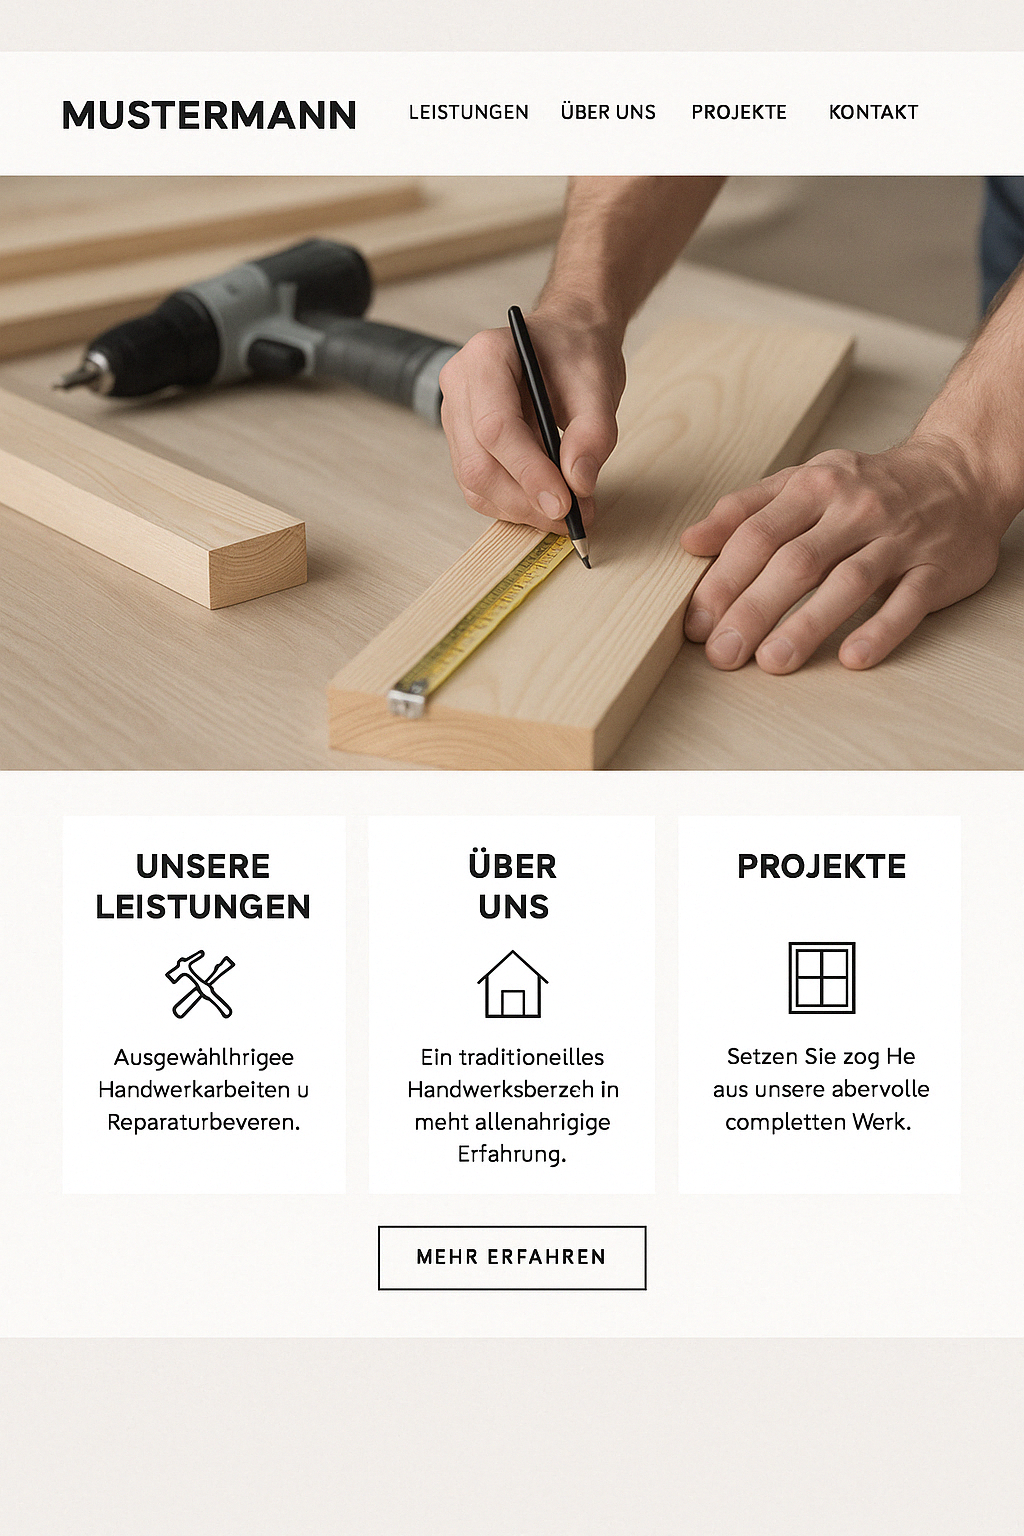 MUSTERMANN
LEISTUNGEN ÜBER UNS PROJEKTE KONTAKT
UNSERE
LEISTUNGEN
Ausgewählhrigee
Handwerkarbeiten u
Reparaturbeveren.
ÜBER
UNS
Ein traditioneilles
Handwerksberzeh in
meht allenahrigige
Erfahrung.
PROJEKTE
Setzen Sie zog He
aus unsere abervolle
completten Werk.
MEHR ERFAHREN